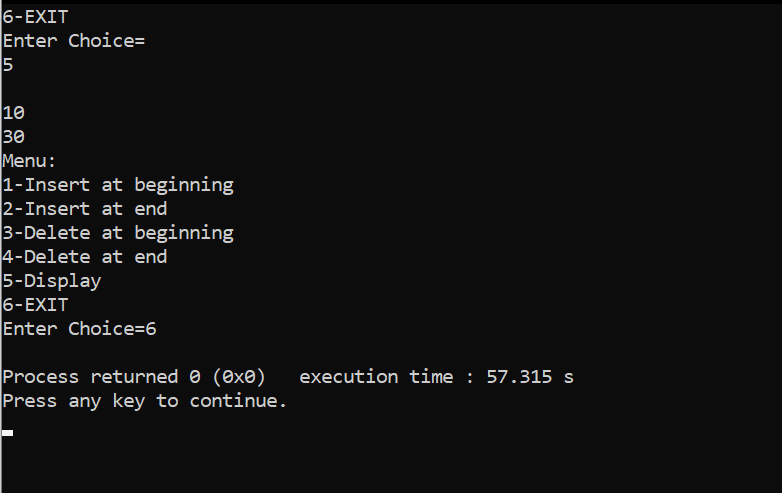 6-EXIT
Enter Choice=
5
10
30
Menu:
1-Insert at beginning
2-Insert at end
3-Delete at beginning
4-Delete at end
5-Display
6-EXIT
Enter Choice=6
Process returned 0 (0x0)   execution time : 57.315 s
Press any key to continue.